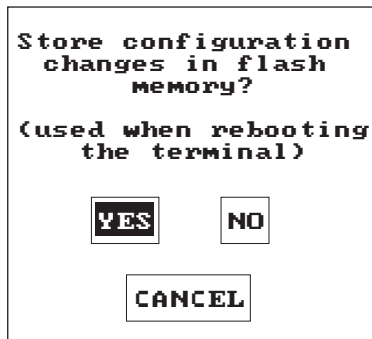 Store configuration
changes in flash
memory?
(used when rebooting
the terminal)
YES
NO
CANCEL